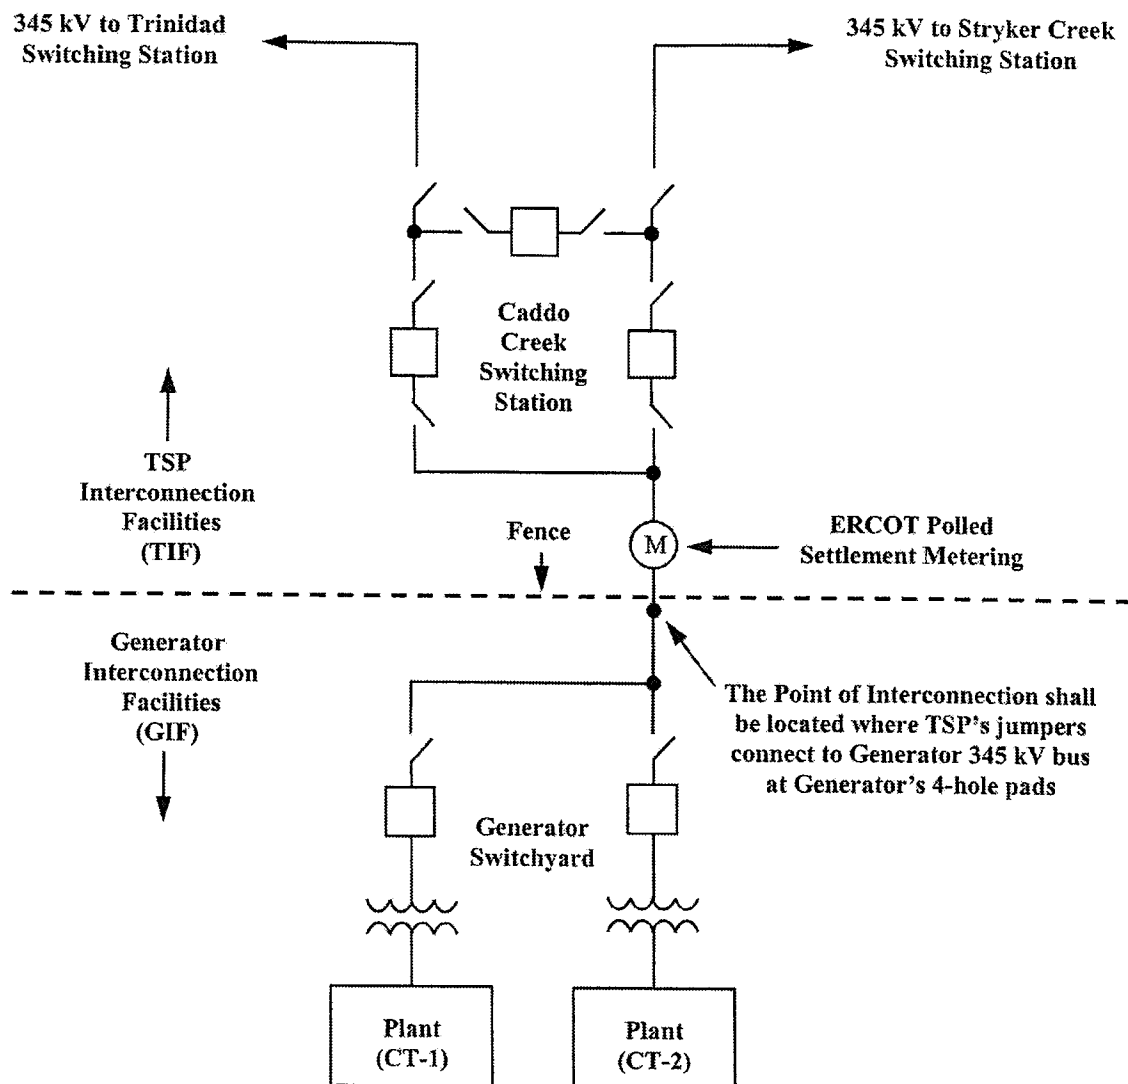 345 kV to Trinidad
Switching Station
345 kV to Stryker Creek
Switching Station
Caddo
Creek
Switching
Station
TSP
Interconnection
Facilities
(TIF)
Fence
M
ERCOT Polled
Settlement Metering
Generator
Interconnection
Facilities
(GIF)
The Point of Interconnection shall
be located where TSP's jumpers
connect to Generator 345 kV bus
at Generator's 4-hole pads
Generator
Switchyard
Plant
(CT-1)
Plant
(CT-2)